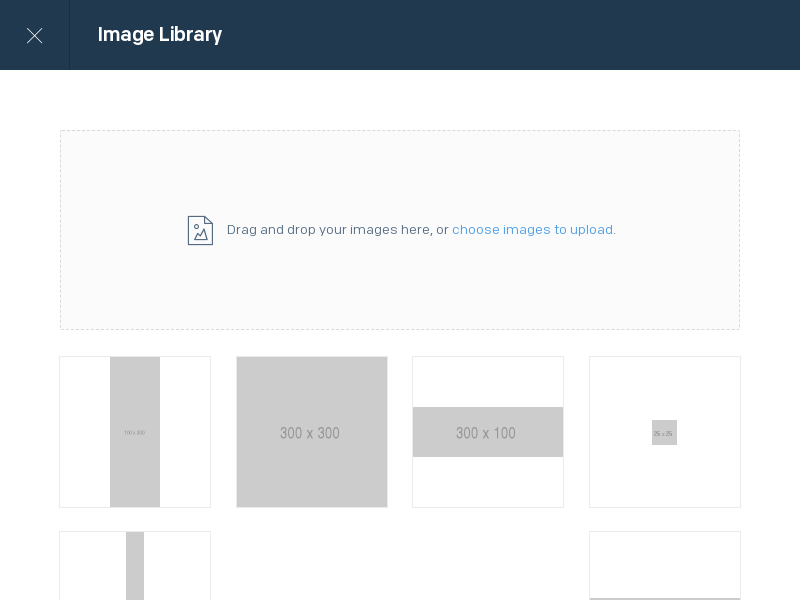 Image Library
Drag and drop your images here, or choose images to upload.
100 x 300
300 x 300
300 x 100
25 x 25